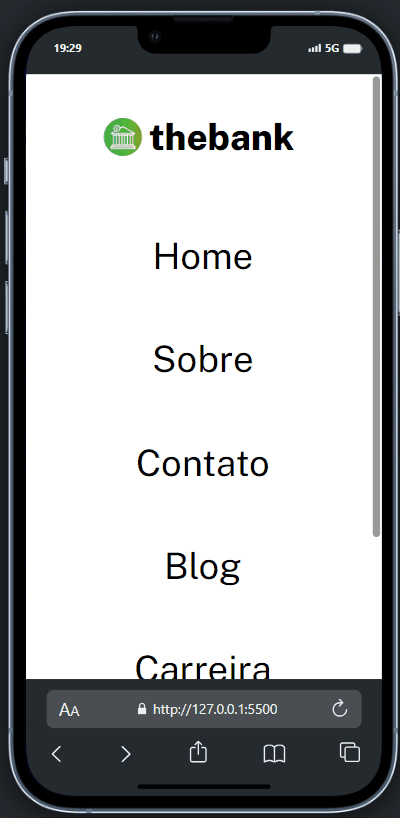 19:29
5G
thebank
Home
Sobre
Contato
Blog
Carreira
AA
http://127.0.0.1:5500